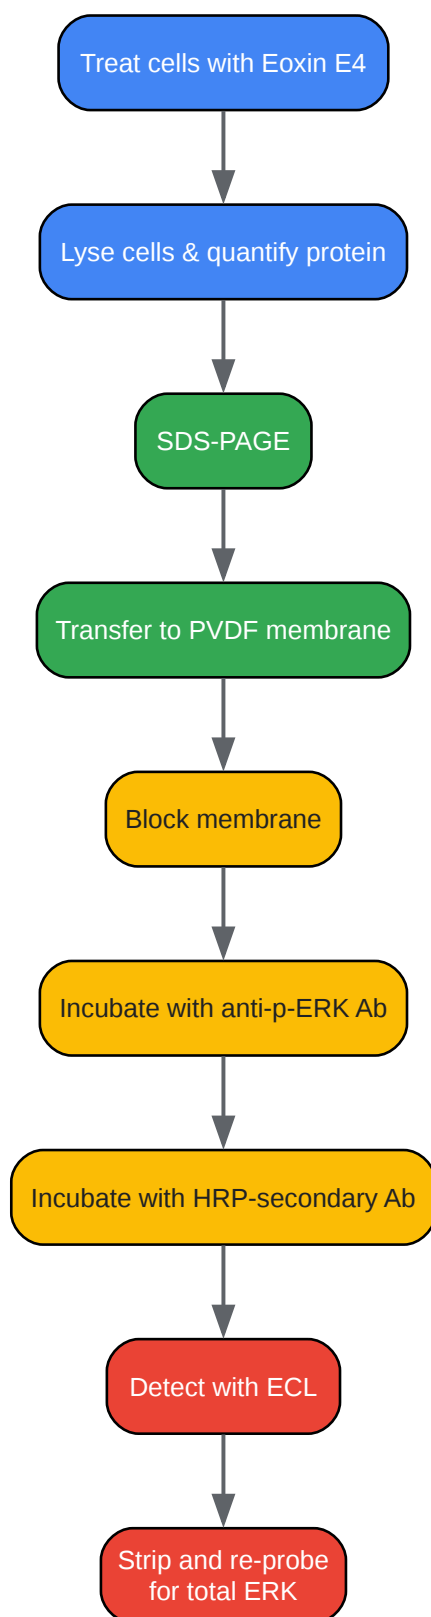 Treat cells with Eoxin E4
Lyse cells & quantify protein
SDS-PAGE
Transfer to PVDF membrane
Block membrane
Incubate with anti-p-ERK Ab
Incubate with HRP-secondary Ab
Detect with ECL
Strip and re-probe
for total ERK